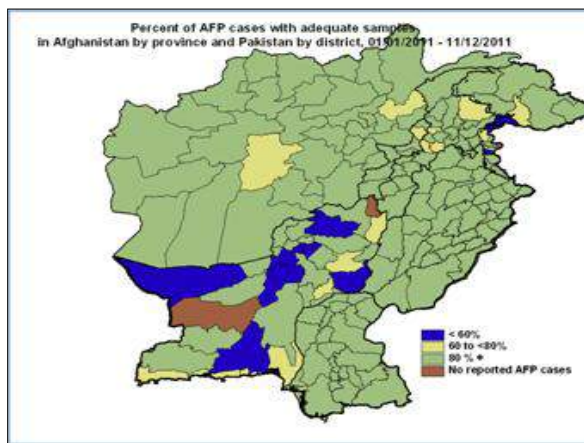 Percent of AFP cases with adequate samples
in Afghanistan by province and Pakistan by district, 01/01/2011 - 11/12/2011
< 60%
60 to <80%
80 % +
No reported AFP cases